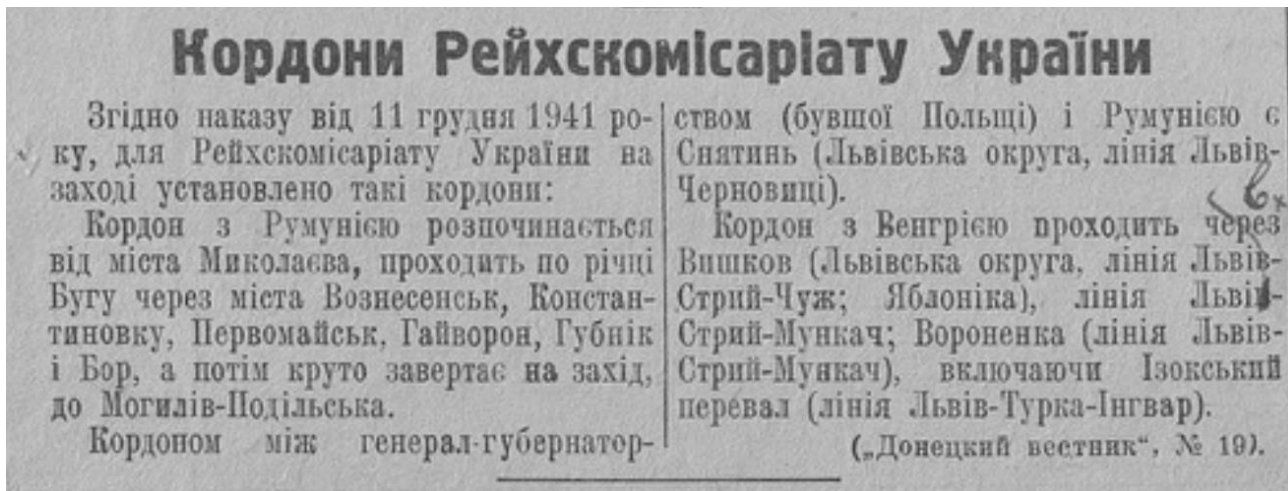 Кордони Рейхскомісаріату України
Згідно наказу від 11 грудня 1941 ро-
ку, для Рейхскомісаріату України на
заході установлено такі кордони:
Кордон з Румунією розпочинається
від міста Миколаєва, проходить по річці
Бугу через міста Вознесенськ, Констан-
тиновку, Первомайськ, Гайворон, Губнік
і Бор, а потім круто завертає на захід,
до Могилів-Подільська.
Кордоном між генерал-губернатор-
ством (бувшої Польщі) і Румунією є
Снятинь (Львівська округа, лінія Львів-
Черновиці).
Кордон з Венгрією проходить через
Вишков (Львівська округа, лінія Львів-
Стрий-Чуж; Яблоніка), лінія Львів-
Стрий-Мункач; Вороненка (лінія Львів-
Стрий-Мункач), включаючи Ізокський
перевал (лінія Львів-Турка-Інгвар).
(„Донецкий вестник“, № 19).